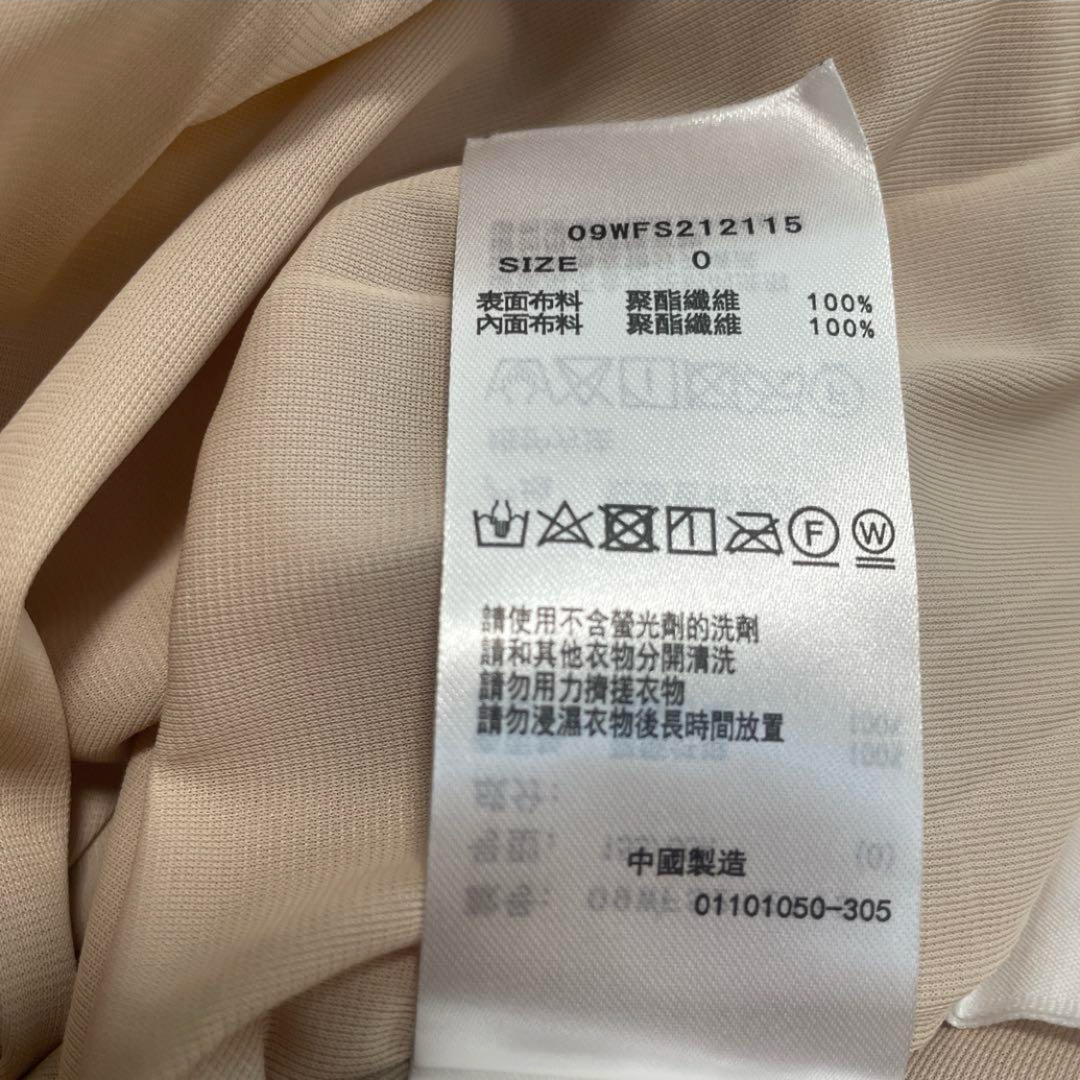 09WFS212115
SIZE 0
表面布料 聚酯纖維 100%
內面布料 聚酯纖維 100%
F W
請使用不含螢光劑的洗劑
請和其他衣物分開清洗
請勿用力擠搓衣物
請勿浸濕衣物後長時間放置
中國製造
01101050-305